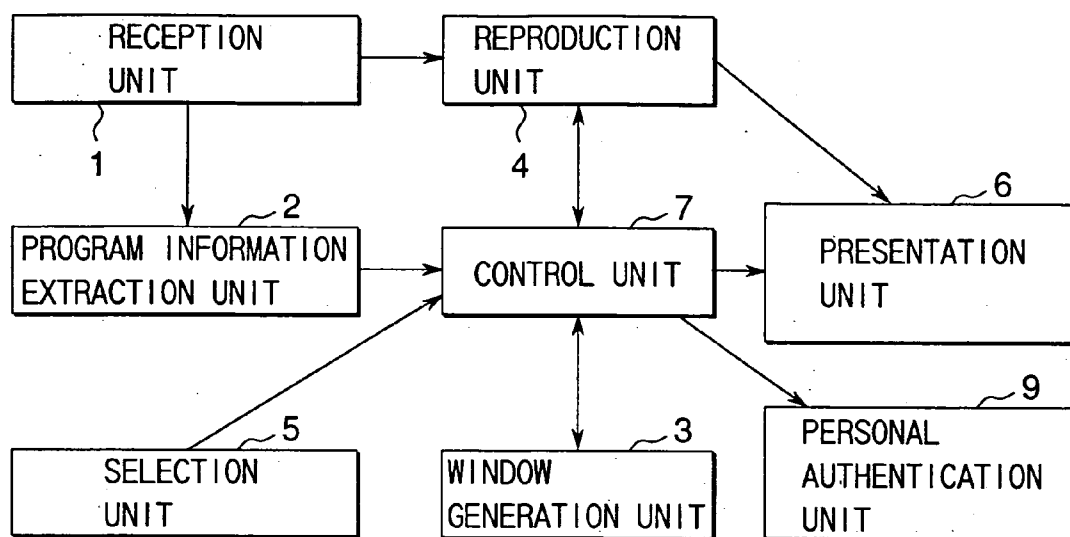 RECEPTION
UNIT
1
REPRODUCTION
UNIT
4
2
PROGRAM INFORMATION
EXTRACTION UNIT
7
CONTROL UNIT
6
PRESENTATION
UNIT
5
SELECTION
UNIT
3
WINDOW
GENERATION UNIT
9
PERSONAL
AUTHENTICATION
UNIT